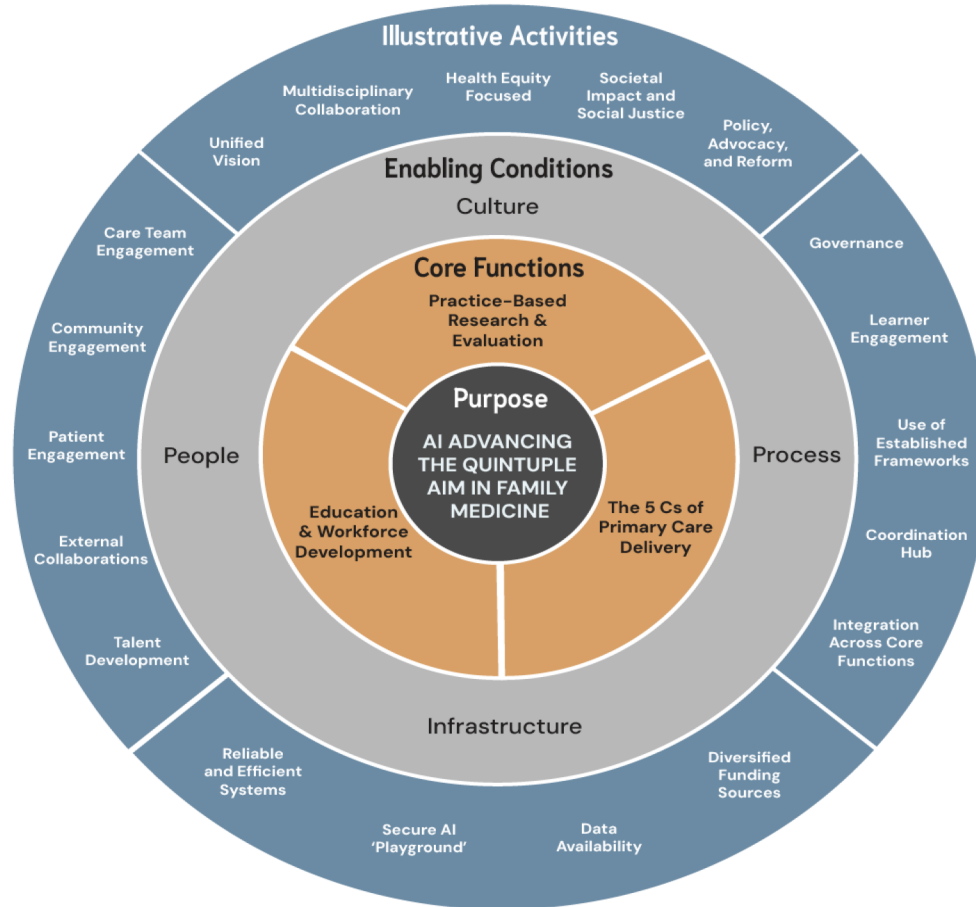 Illustrative Activities
Unified
Vision
Multidisciplinary
Collaboration
Health Equity
Focused
Societal
Impact and
Social Justice
Policy,
Advocacy,
and Reform
Governance
Learner
Engagement
Use of
Established
Frameworks
Coordination
Hub
Integration
Across Core
Functions
Diversified
Funding
Sources
Data
Availability
Secure AI
‘Playground’
Reliable
and Efficient
Systems
Talent
Development
External
Collaborations
Patient
Engagement
Community
Engagement
Care Team
Engagement
Enabling Conditions
Culture
Process
Infrastructure
People
Core Functions
Practice-Based
Research &
Evaluation
The 5 Cs of
Primary Care
Delivery
Education
& Workforce
Development
Purpose
AI ADVANCING
THE QUINTUPLE
AIM IN FAMILY
MEDICINE